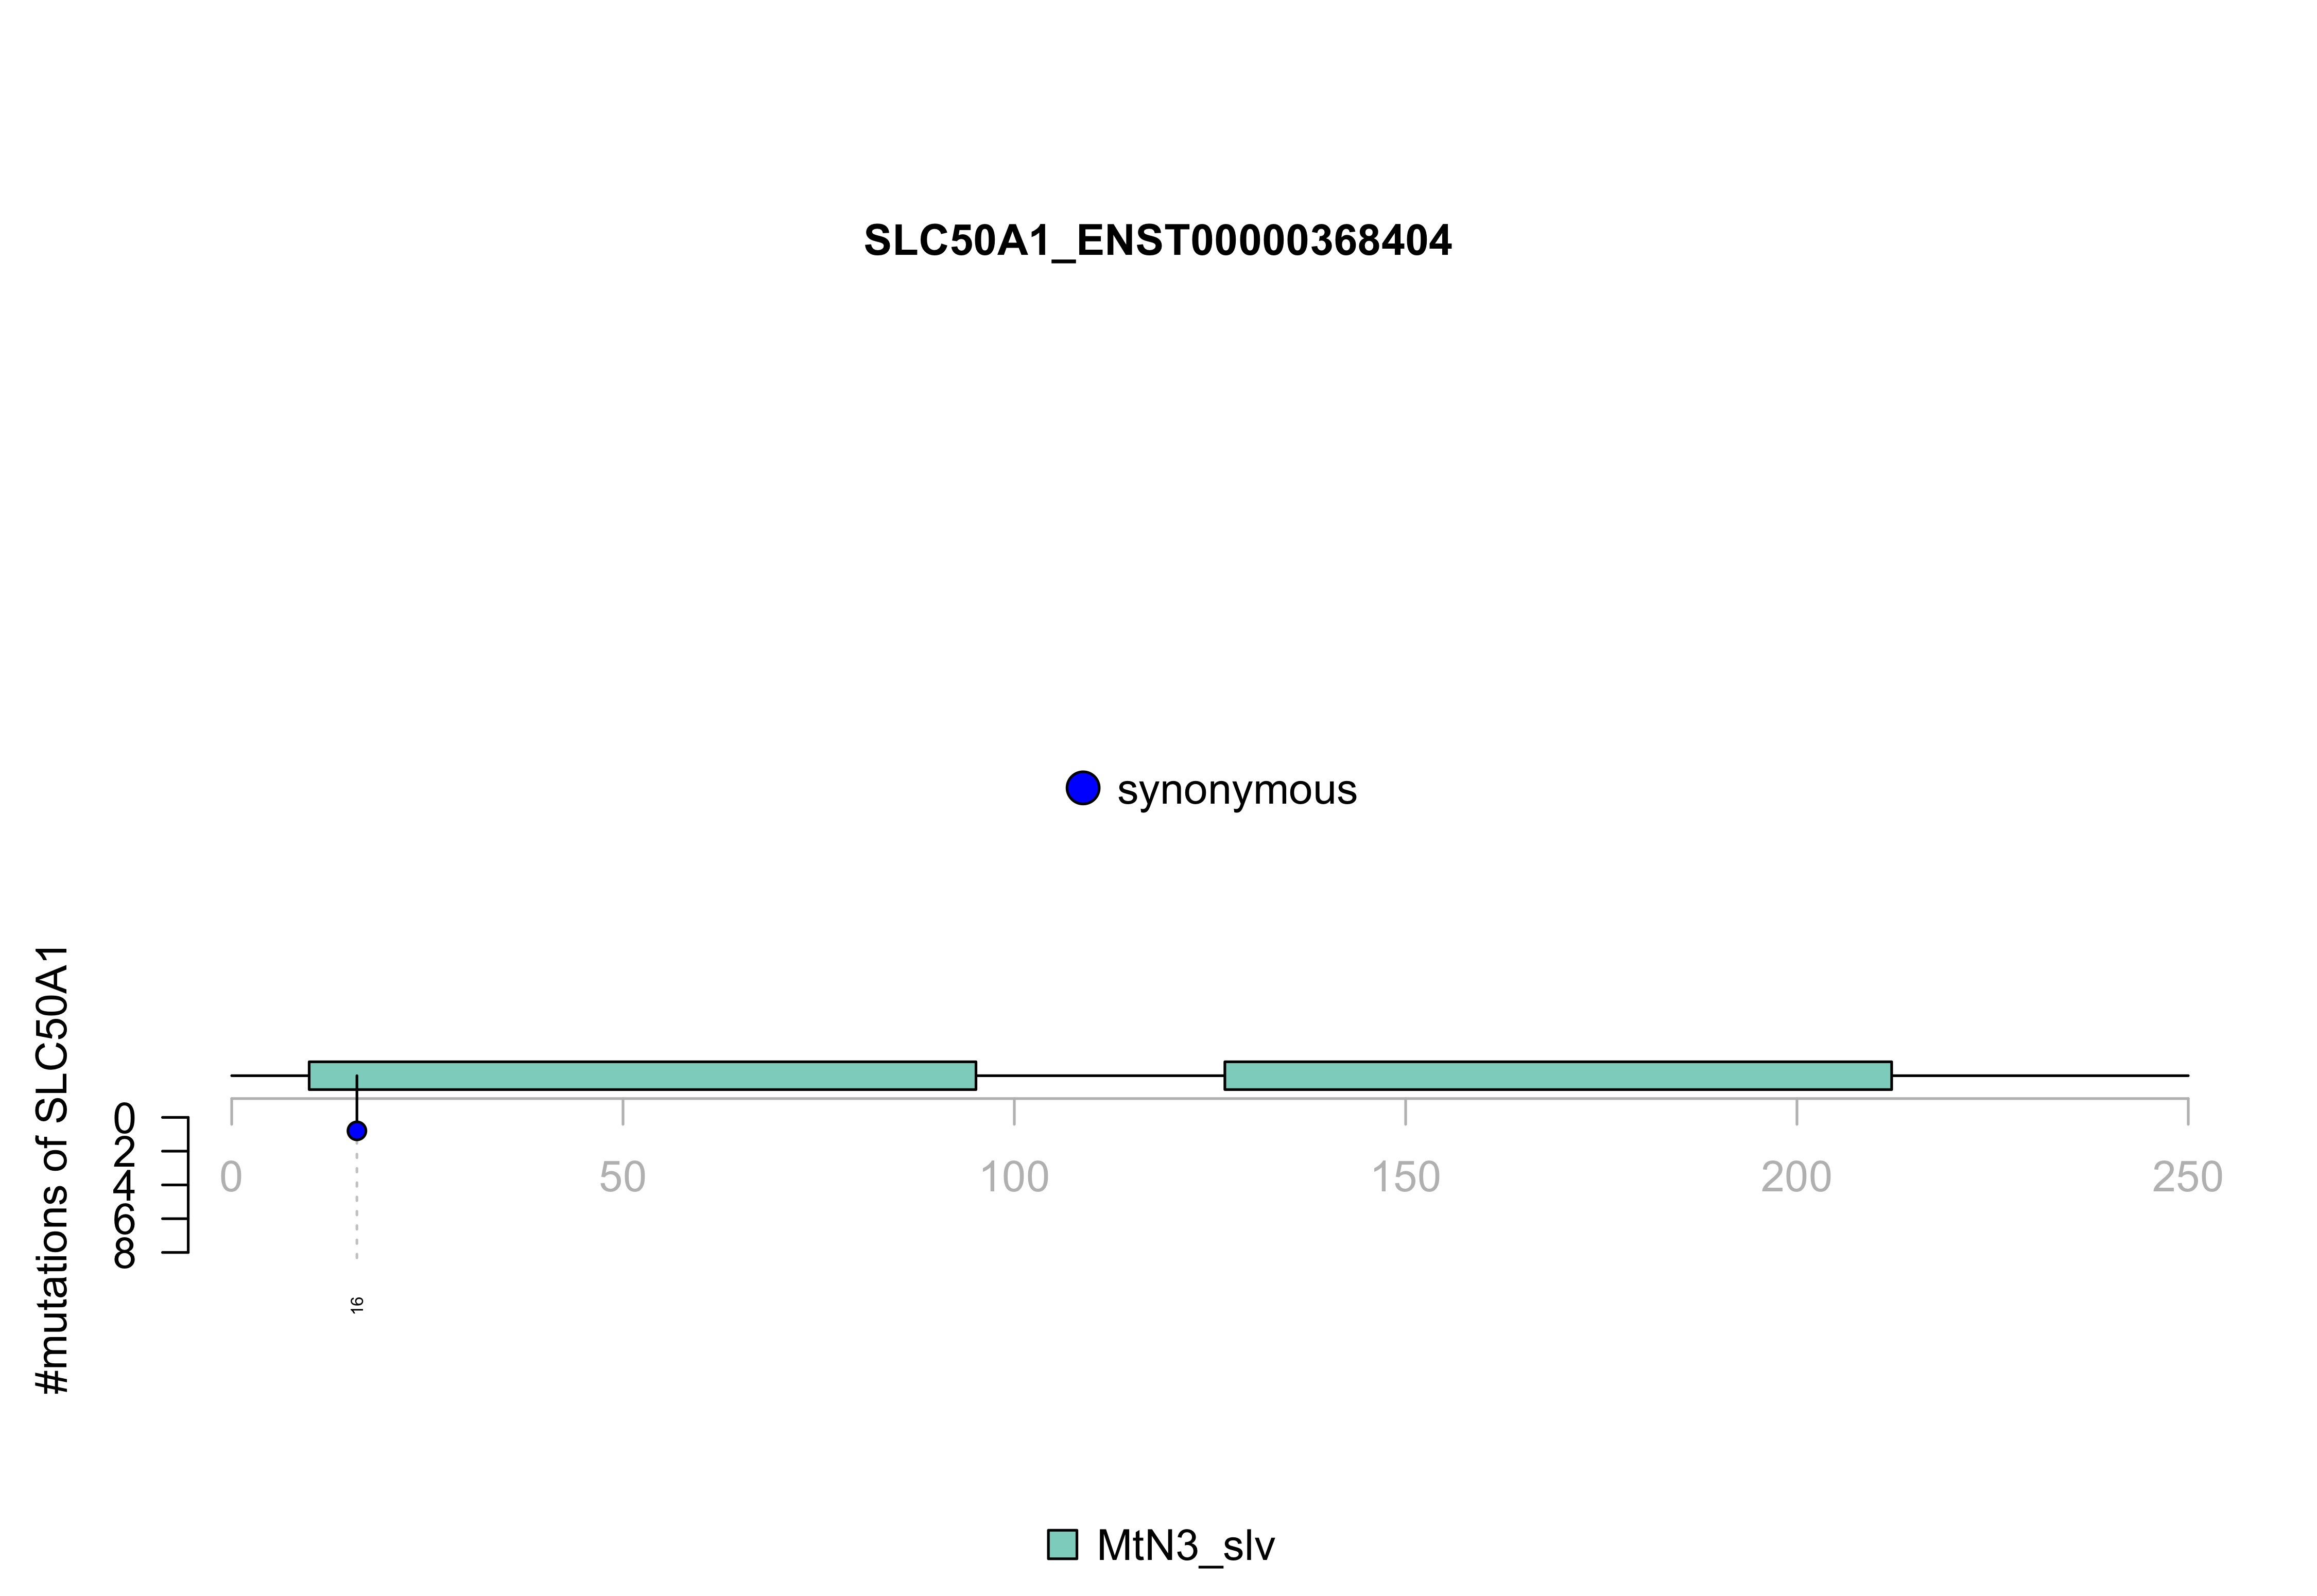 SLC50A1_ENST00000368404
synonymous
#mutations of SLC50A1
0
2
4
6
8
0 50 100 150 200 250
16
MtN3_slv